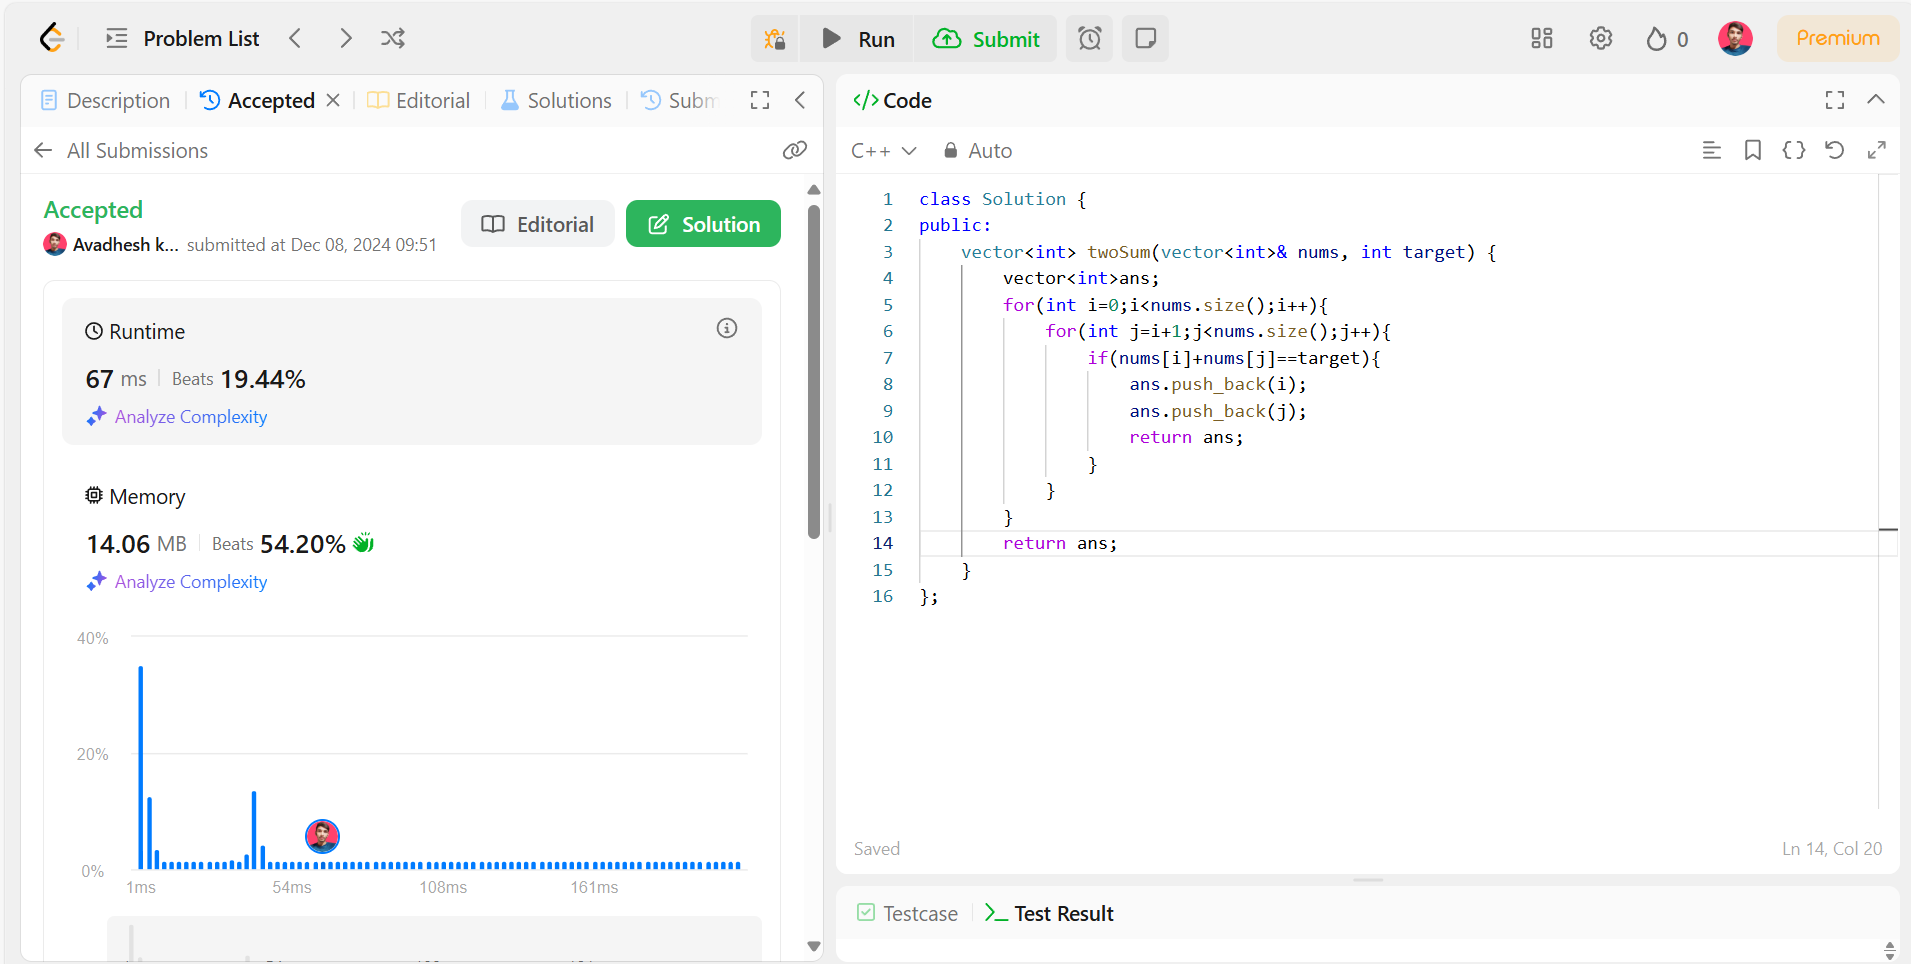 Problem List
Run
Submit
0
Premium
Description
Accepted
Editorial
Solutions
Subm
All Submissions
Accepted
Avadhesh k... submitted at Dec 08, 2024 09:51
Editorial
Solution
Runtime
67 ms Beats 19.44%
Analyze Complexity
Memory
14.06 MB Beats 54.20%
Analyze Complexity
40%
20%
0%
1ms 54ms 108ms 161ms
</> Code
C++ Auto
1 class Solution {
2 public:
3 vector<int> twoSum(vector<int>& nums, int target) {
4 vector<int>ans;
5 for(int i=0;i<nums.size();i++){
6 for(int j=i+1;j<nums.size();j++){
7 if(nums[i]+nums[j]==target){
8 ans.push_back(i);
9 ans.push_back(j);
10 return ans;
11 }
12 }
13 }
14 return ans;
15 }
16 };
Saved
Ln 14, Col 20
Testcase
Test Result